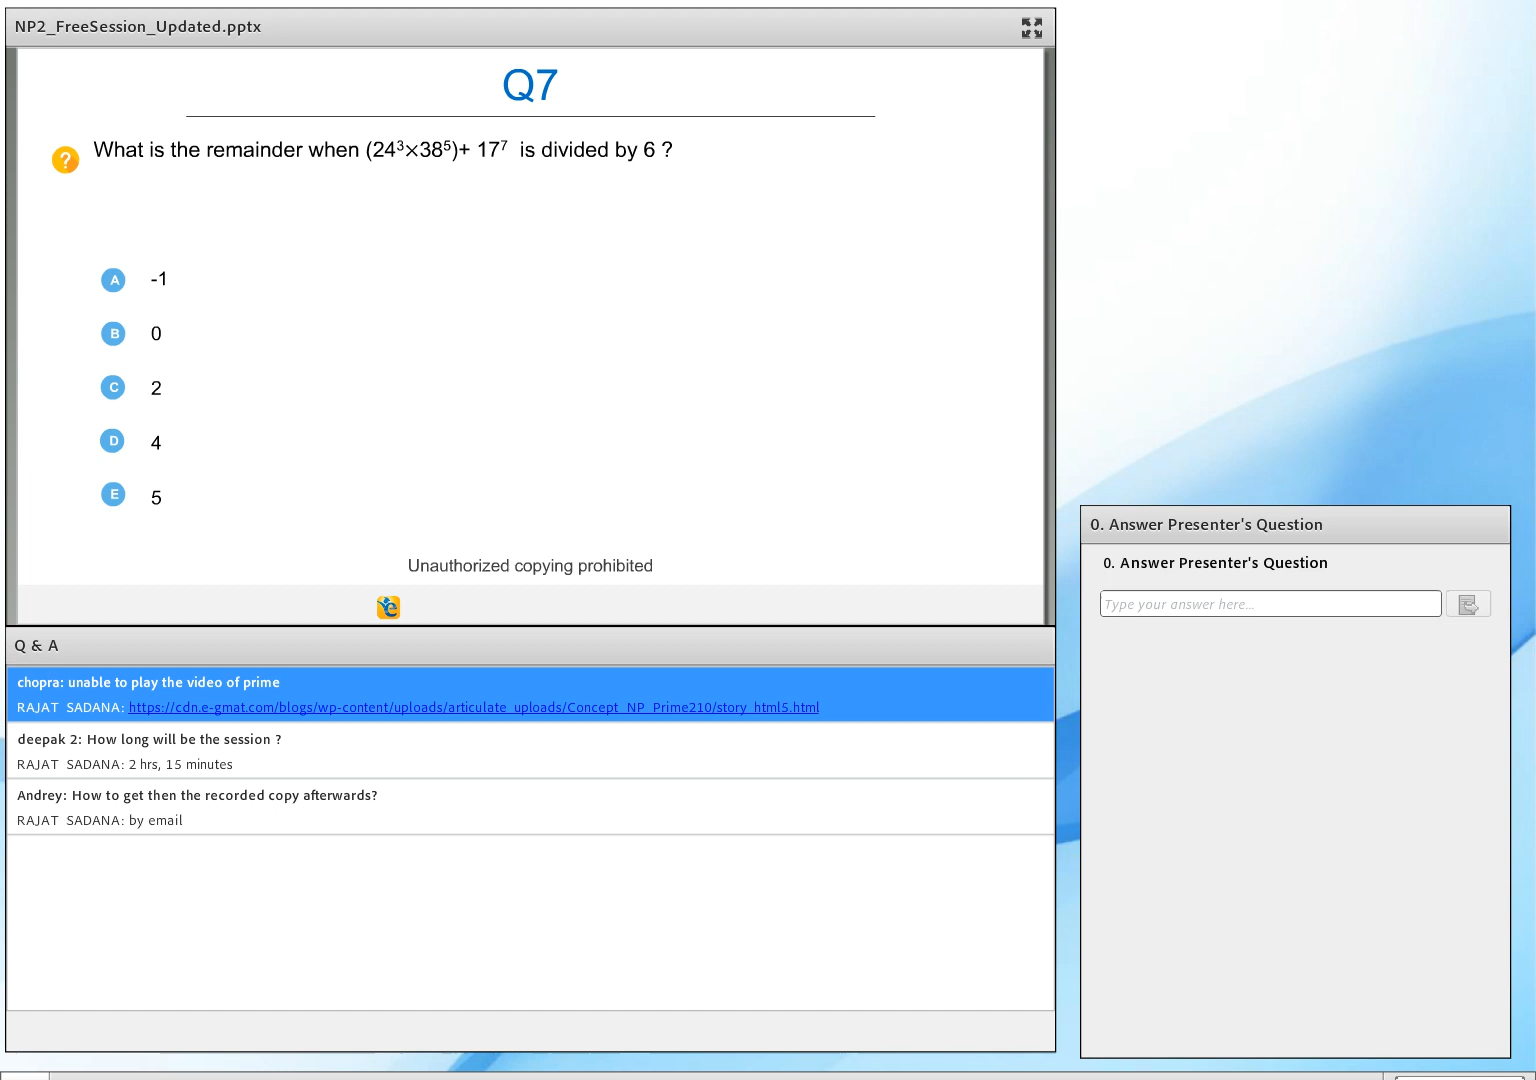 NP2_FreeSession_Updated.pptx
Q7
? What is the remainder when (24³×38⁵)+ 17⁷ is divided by 6 ?
A -1
B 0
C 2
D 4
E 5
Unauthorized copying prohibited
e
Q & A
chopra: unable to play the video of prime
RAJAT SADANA: https://cdn.e-gmat.com/blogs/wp-content/uploads/articulate_uploads/Concept_NP_Prime210/story_html5.html
deepak 2: How long will be the session ?
RAJAT SADANA: 2 hrs, 15 minutes
Andrey: How to get then the recorded copy afterwards?
RAJAT SADANA: by email
0. Answer Presenter's Question
0. Answer Presenter's Question
Type your answer here...